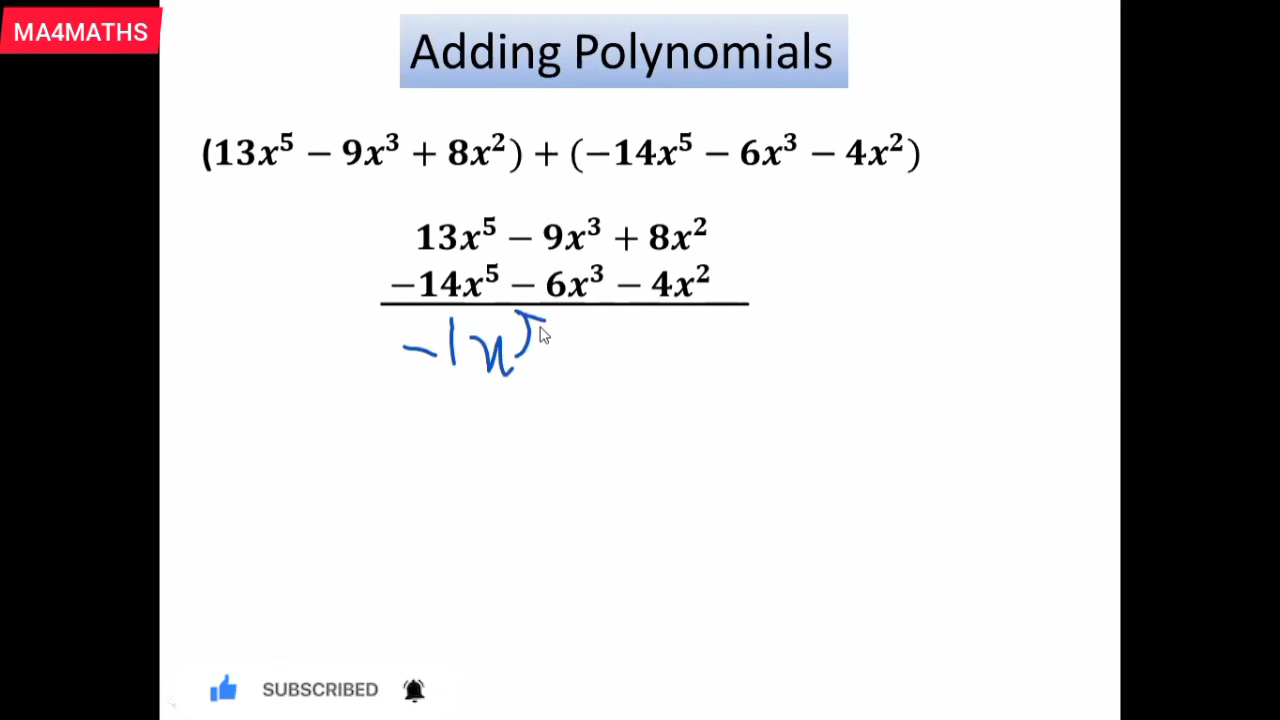 MA4MATHS
Adding Polynomials
(13x⁵ − 9x³ + 8x²) + (−14x⁵ − 6x³ − 4x²)
13x⁵ − 9x³ + 8x²
−14x⁵ − 6x³ − 4x²
−1x⁵
SUBSCRIBED